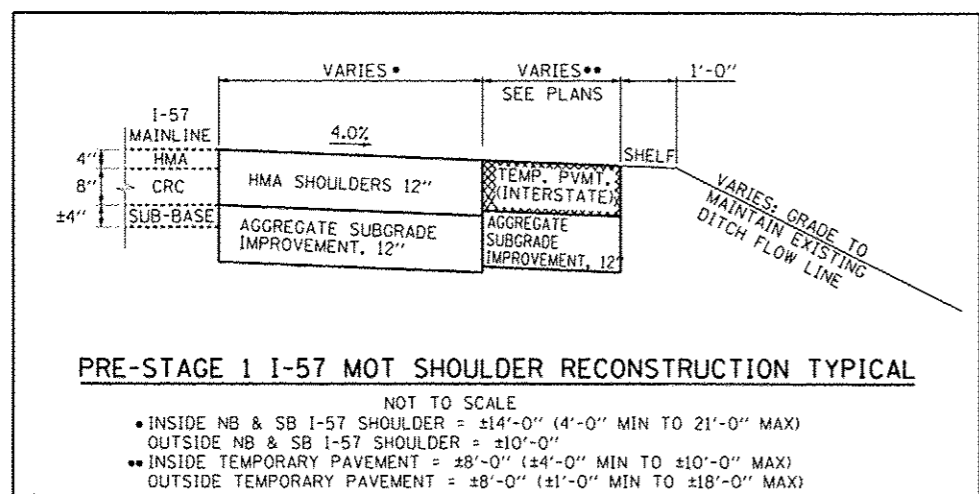 VARIES •
VARIES••
1'-0"
SEE PLANS
I-57
MAINLINE
4.0%
SHELF
4"
HMA
8"
CRC
±4"
SUB-BASE
HMA SHOULDERS 12"
TEMP. PVMT.
(INTERSTATE)
AGGREGATE SUBGRADE
IMPROVEMENT, 12"
AGGREGATE
SUBGRADE
IMPROVEMENT, 12"
VARIES: GRADE TO
MAINTAIN EXISTING
DITCH FLOW LINE
PRE-STAGE 1 I-57 MOT SHOULDER RECONSTRUCTION TYPICAL
NOT TO SCALE
• INSIDE NB & SB I-57 SHOULDER = ±14'-0" (4'-0" MIN TO 21'-0" MAX)
OUTSIDE NB & SB I-57 SHOULDER = ±10'-0"
•• INSIDE TEMPORARY PAVEMENT = ±8'-0" (±4'-0" MIN TO ±10'-0" MAX)
OUTSIDE TEMPORARY PAVEMENT = ±8'-0" (±1'-0" MIN TO ±18'-0" MAX)